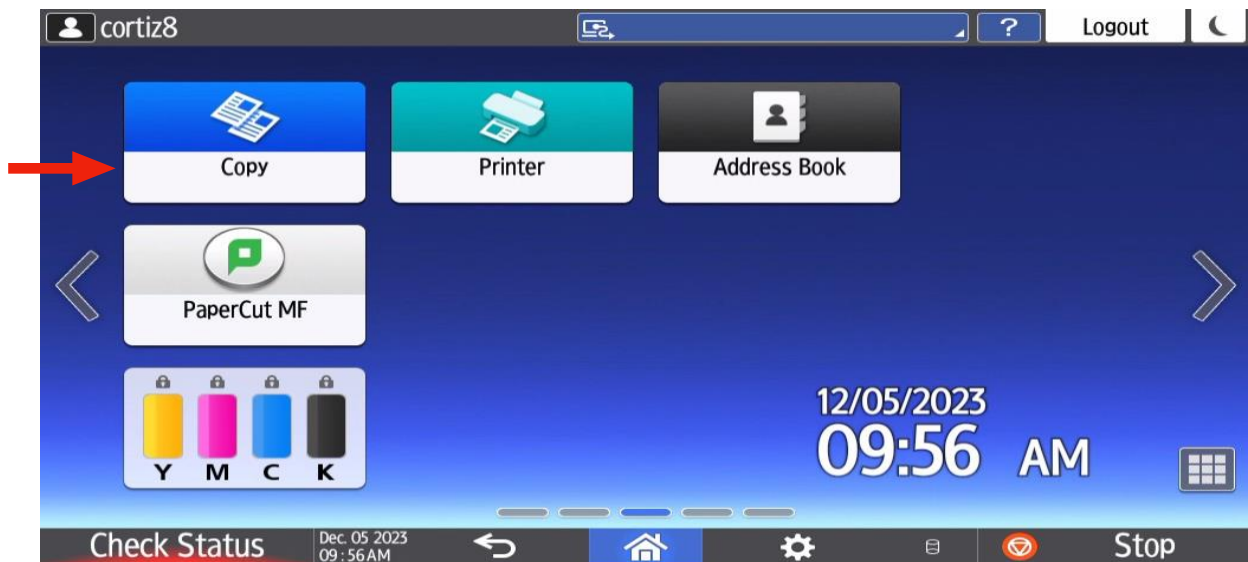 cortiz8
? Logout
Copy Printer Address Book
PaperCut MF
Y M C K
12/05/2023
09:56 AM
Check Status Dec. 05 2023 Stop
09:56AM